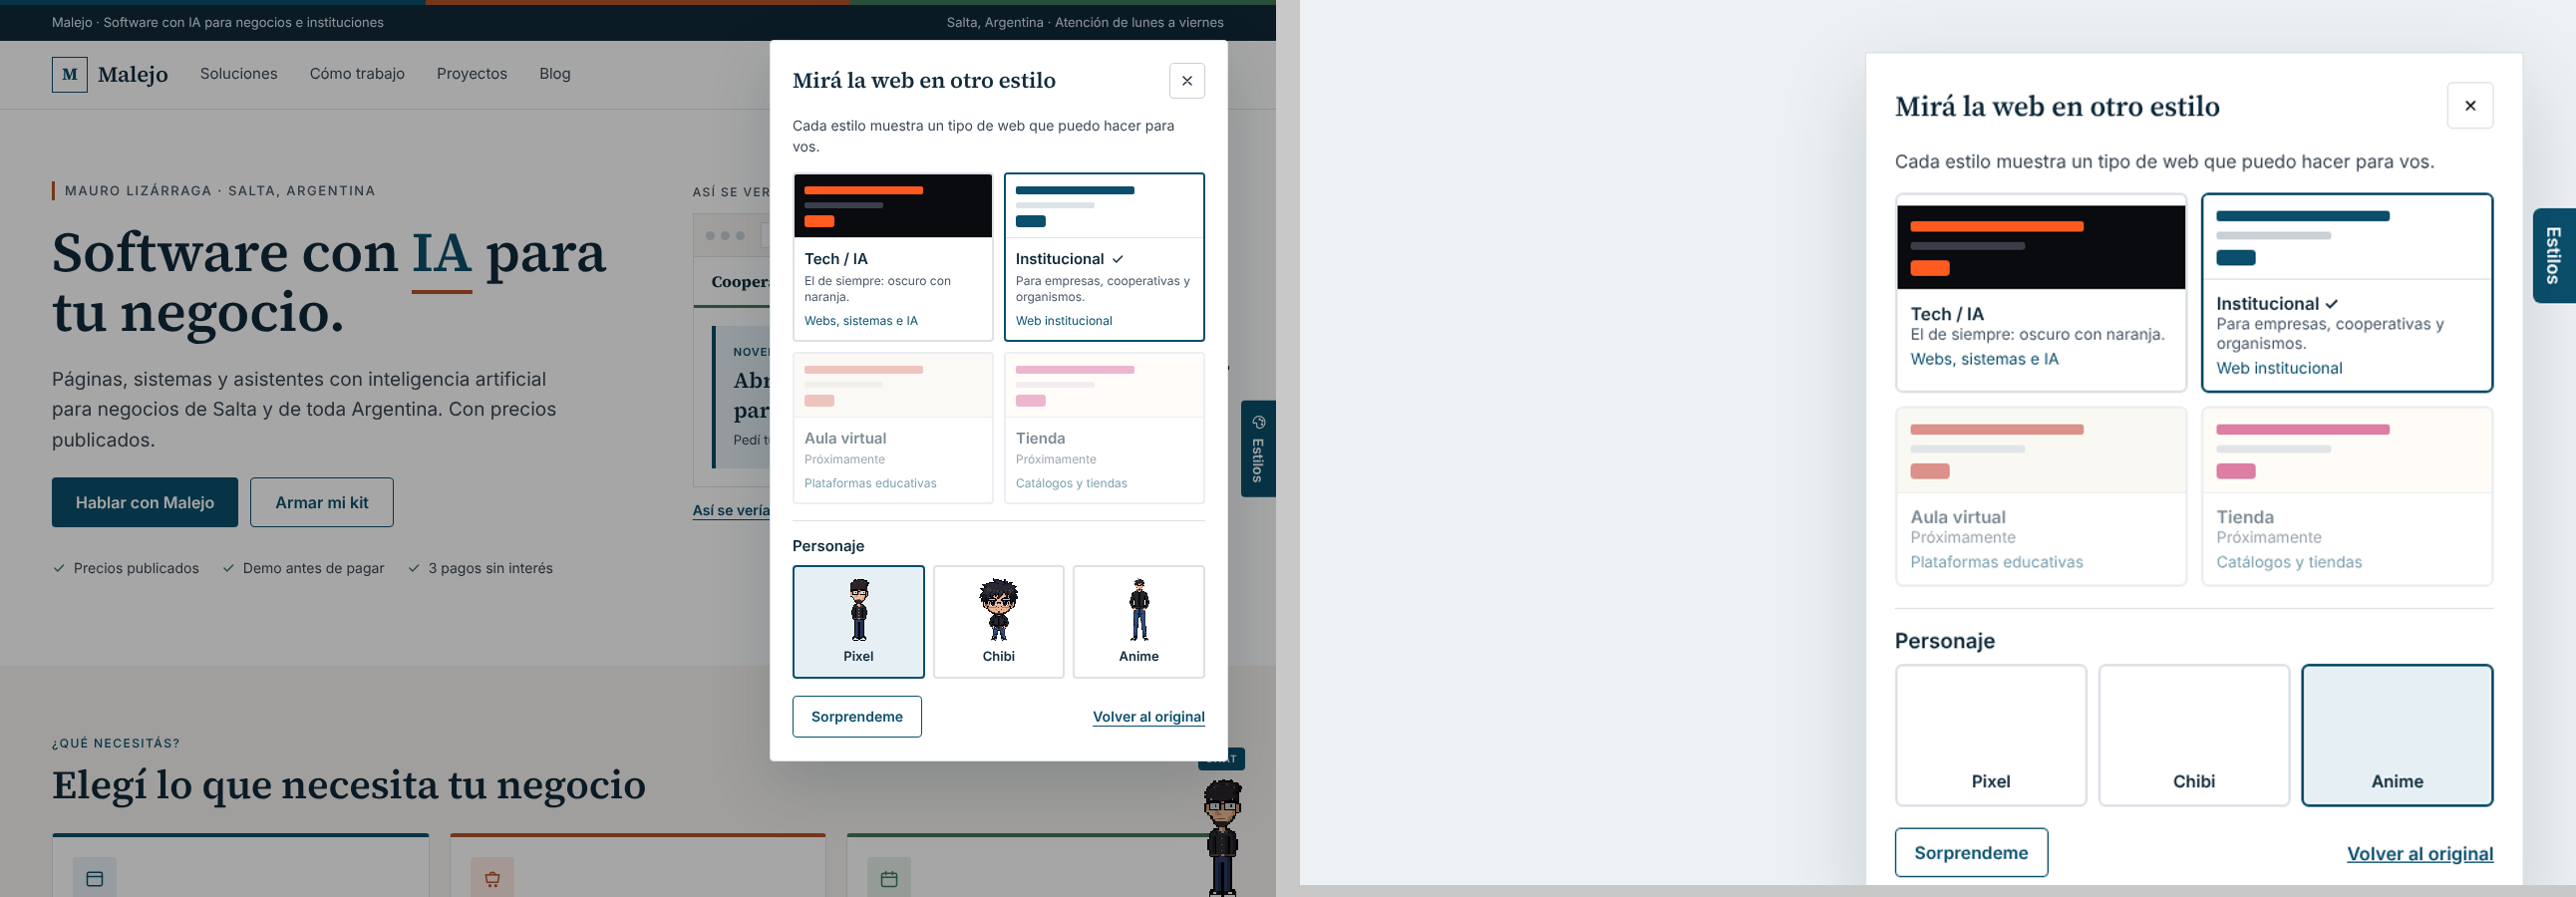 Malejo · Software con IA para negocios e instituciones
Salta, Argentina · Atención de lunes a viernes
M
Malejo
Soluciones
Cómo trabajo
Proyectos
Blog
MAURO LIZÁRRAGA · SALTA, ARGENTINA
Software con IA para
tu negocio.
Páginas, sistemas y asistentes con inteligencia artificial
para negocios de Salta y de toda Argentina. Con precios
publicados.
Hablar con Malejo
Armar mi kit
Precios publicados
Demo antes de pagar
3 pagos sin interés
ASÍ SE VER
Cooper
NOVE
Abr
par
Pedí t
Así se vería
¿QUÉ NECESITÁS?
Elegí lo que necesita tu negocio
Mirá la web en otro estilo
Cada estilo muestra un tipo de web que puedo hacer para
vos.
Tech / IA
El de siempre: oscuro con
naranja.
Webs, sistemas e IA
Institucional
Para empresas, cooperativas y
organismos.
Web institucional
Aula virtual
Próximamente
Plataformas educativas
Tienda
Próximamente
Catálogos y tiendas
Personaje
Pixel
Chibi
Anime
Sorprendeme
Volver al original
Estilos
Mirá la web en otro estilo
Cada estilo muestra un tipo de web que puedo hacer para vos.
Tech / IA
El de siempre: oscuro con naranja.
Webs, sistemas e IA
Institucional
Para empresas, cooperativas y
organismos.
Web institucional
Aula virtual
Próximamente
Plataformas educativas
Tienda
Próximamente
Catálogos y tiendas
Personaje
Pixel
Chibi
Anime
Sorprendeme
Volver al original
Estilos